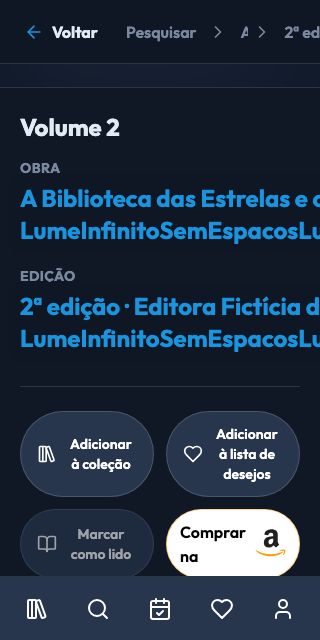 Voltar Pesquisar 2ª ed
Volume 2
OBRA
A Biblioteca das Estrelas e
LumeInfinitoSemEspacosLu
EDIÇÃO
2ª edição · Editora Fictícia d
LumeInfinitoSemEspacosLu
Adicionar
à coleção
Adicionar
à lista de
desejos
Marcar
como lido
Comprar
na